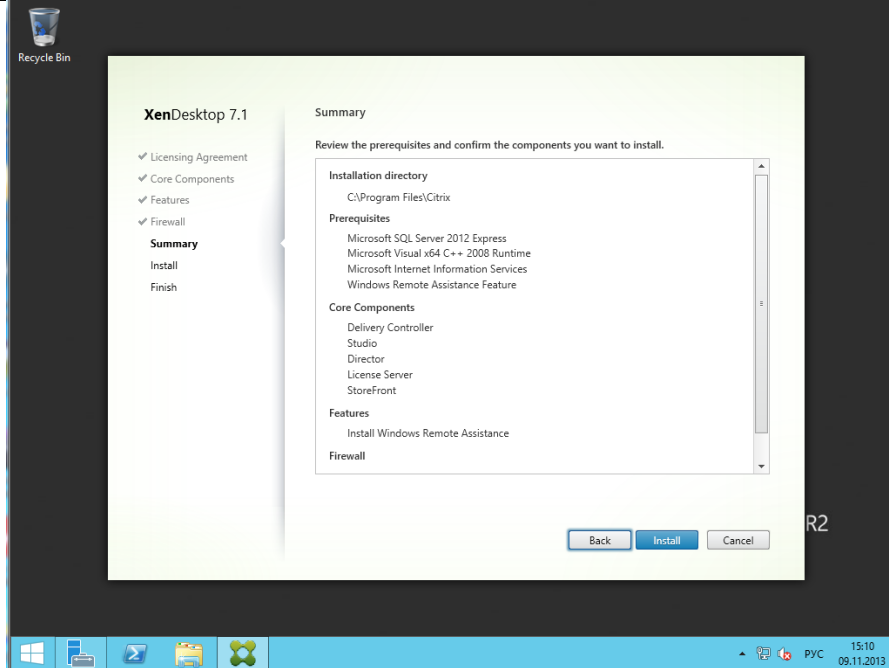 Recycle Bin
XenDesktop 7.1
Licensing Agreement
Core Components
Features
Firewall
Summary
Install
Finish
Summary
Review the prerequisites and confirm the components you want to install.
Installation directory
C:\Program Files\Citrix
Prerequisites
Microsoft SQL Server 2012 Express
Microsoft Visual x64 C++ 2008 Runtime
Microsoft Internet Information Services
Windows Remote Assistance Feature
Core Components
Delivery Controller
Studio
Director
License Server
StoreFront
Features
Install Windows Remote Assistance
Firewall
Back Install Cancel
R2
РУС
15:10
09.11.2013